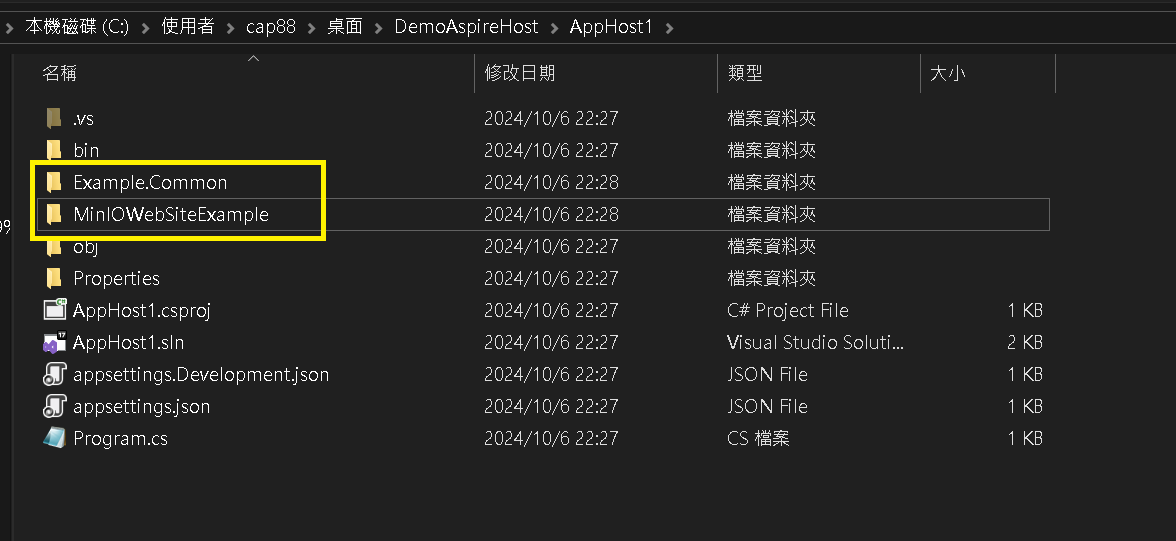 本機磁碟 (C:) > 使用者 > cap88 > 桌面 > DemoAspireHost > AppHost1 >
名稱 修改日期 類型 大小
.vs 2024/10/6 22:27 檔案資料夾
bin 2024/10/6 22:27 檔案資料夾
Example.Common 2024/10/6 22:28 檔案資料夾
MinIOWebSiteExample 2024/10/6 22:28 檔案資料夾
obj 2024/10/6 22:27 檔案資料夾
Properties 2024/10/6 22:27 檔案資料夾
AppHost1.csproj 2024/10/6 22:27 C# Project File 1 KB
AppHost1.sln 2024/10/6 22:27 Visual Studio Soluti... 2 KB
appsettings.Development.json 2024/10/6 22:27 JSON File 1 KB
appsettings.json 2024/10/6 22:27 JSON File 1 KB
Program.cs 2024/10/6 22:27 CS 檔案 1 KB